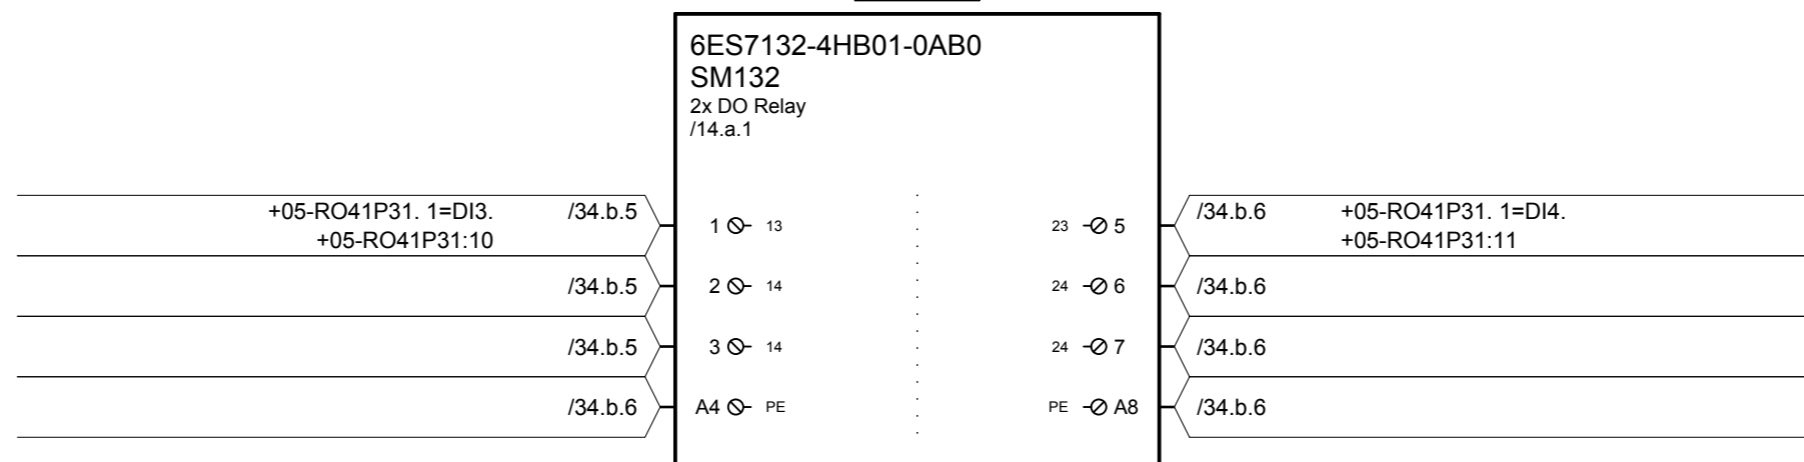 6ES7132-4HB01-0AB0
SM132
2x DO Relay
/14.a.1
+05-RO41P31. 1=DI3. /34.b.5 1 13 23 5 /34.b.6 +05-RO41P31. 1=DI4.
+05-RO41P31:10 +05-RO41P31:11
/34.b.5 2 14 24 6 /34.b.6
/34.b.5 3 14 24 7 /34.b.6
/34.b.6 A4 PE PE A8 /34.b.6